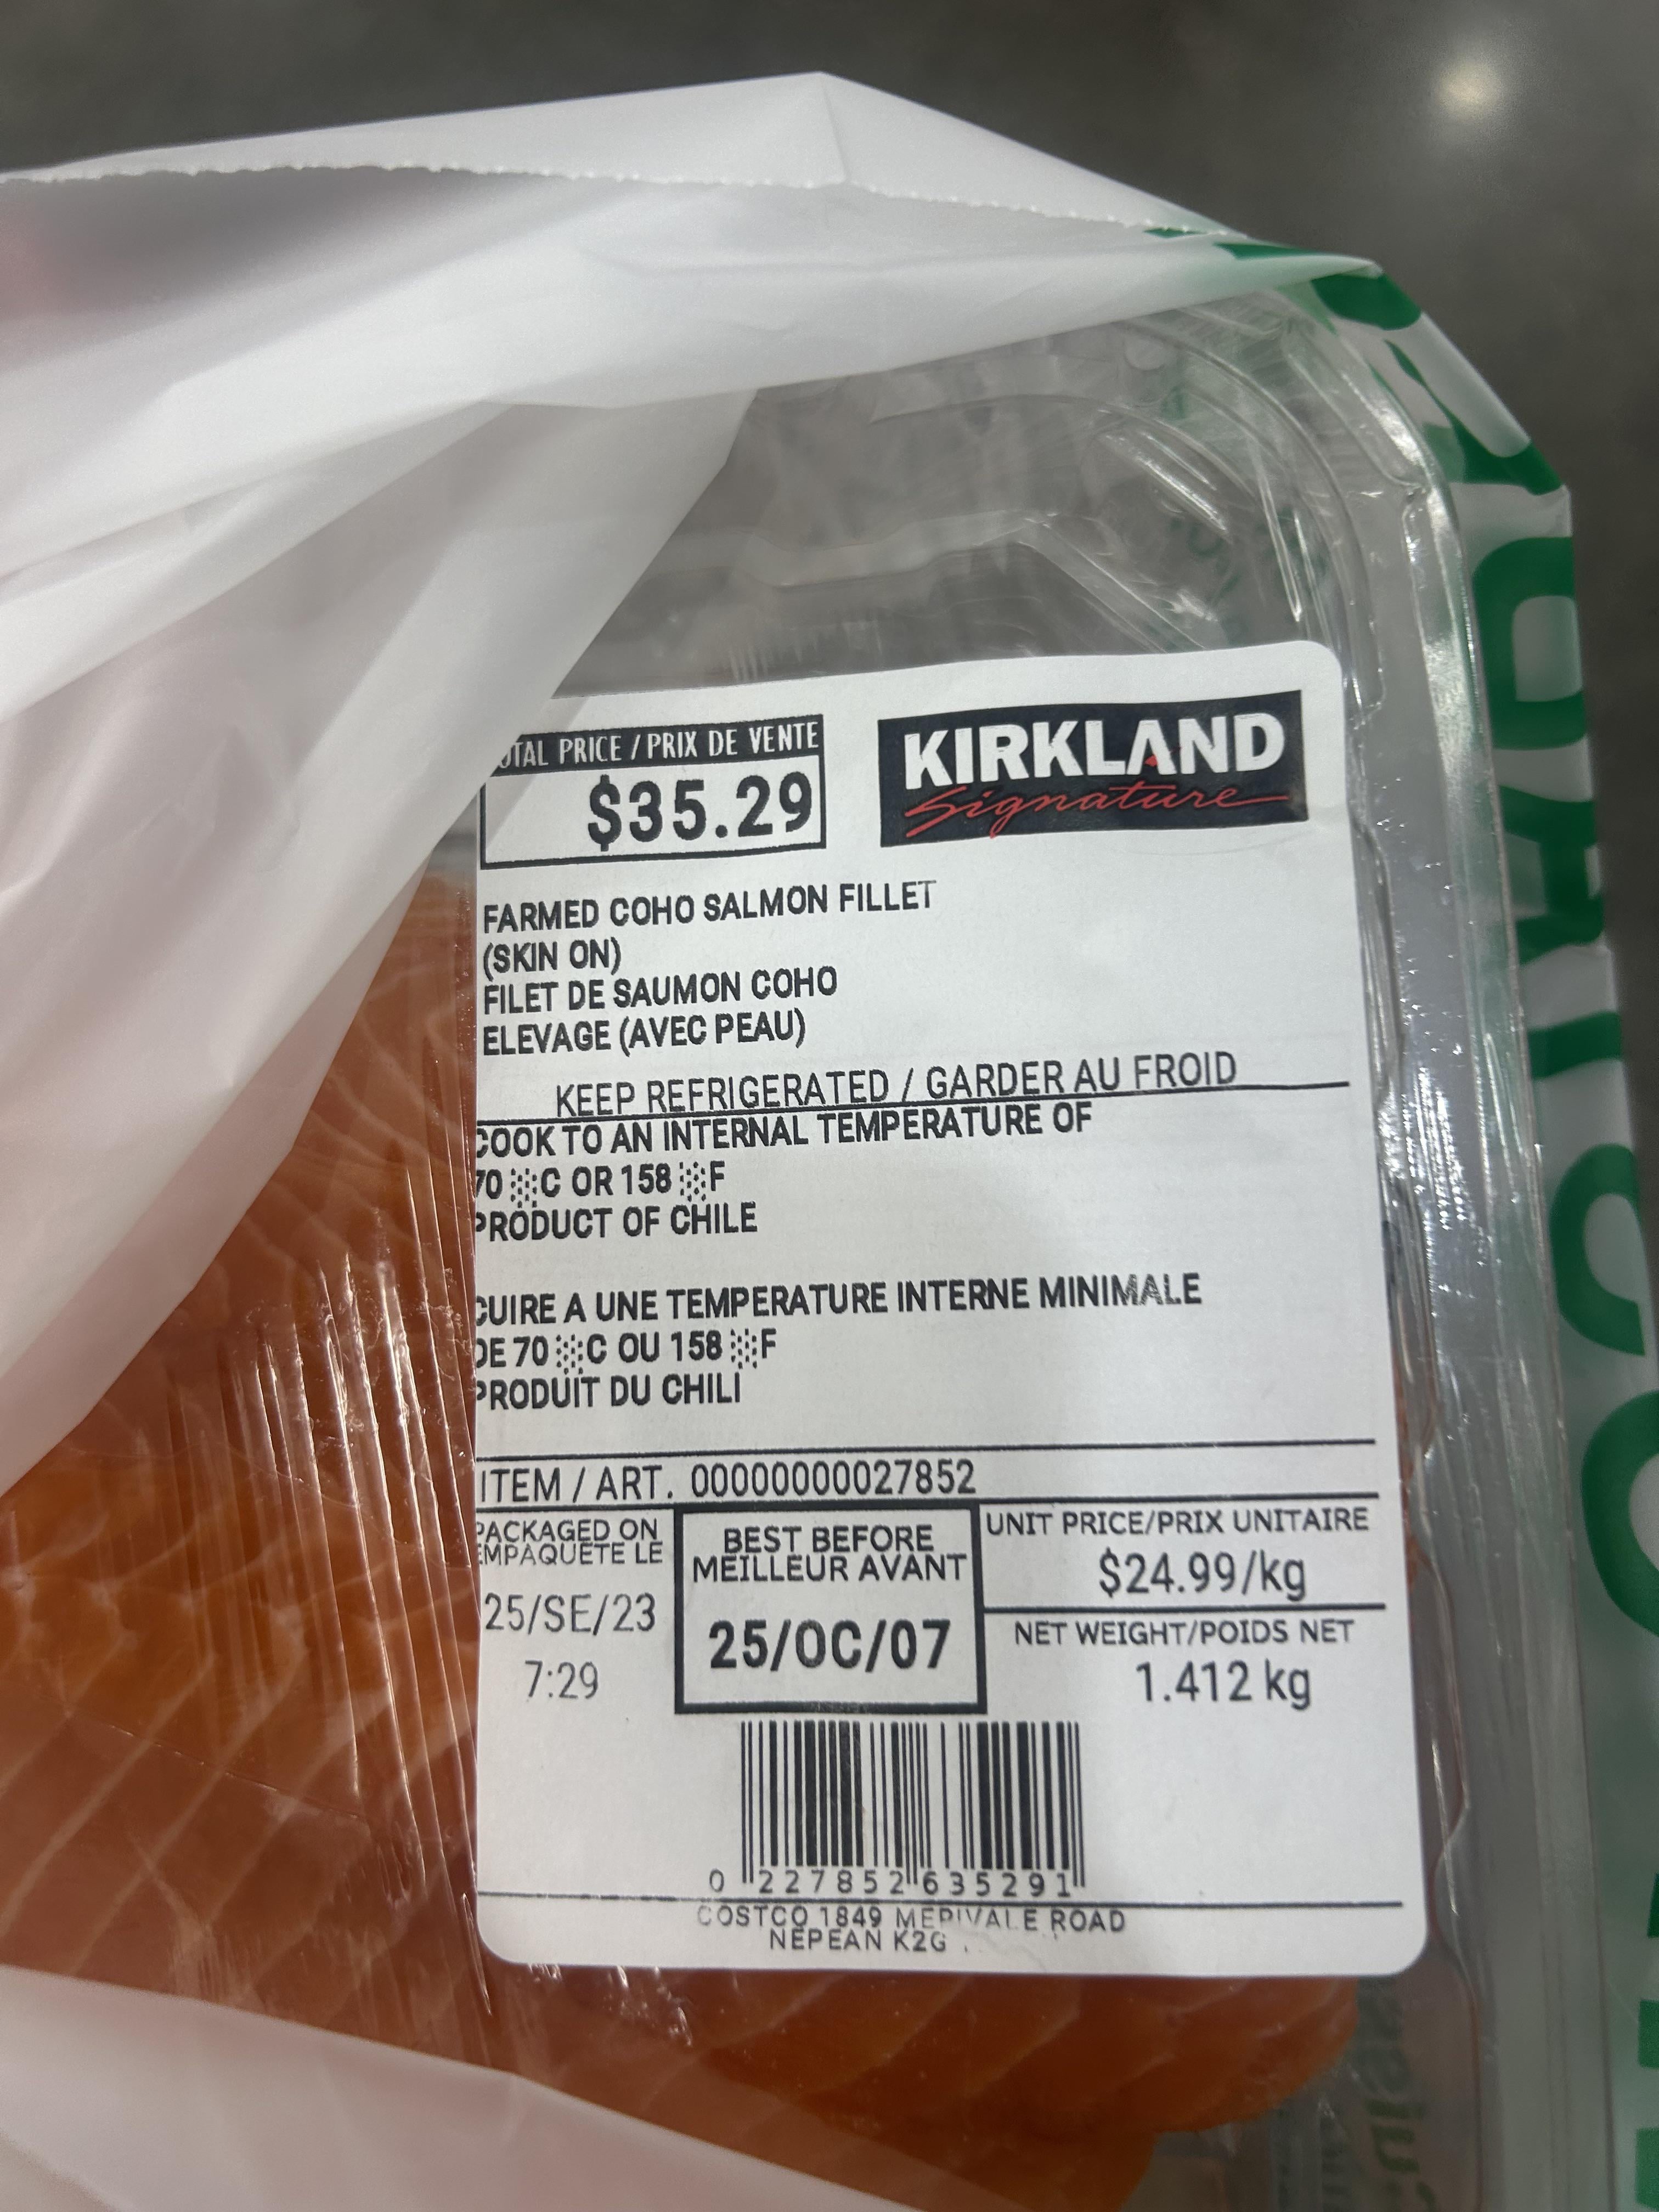 OTAL PRICE / PRIX DE VENTE
$35.29
KIRKLAND
Signature
FARMED COHO SALMON FILLET
(SKIN ON)
FILET DE SAUMON COHO
ELEVAGE (AVEC PEAU)
KEEP REFRIGERATED / GARDER AU FROID
COOK TO AN INTERNAL TEMPERATURE OF
70 C OR 158 F
PRODUCT OF CHILE
CUIRE A UNE TEMPERATURE INTERNE MINIMALE
DE 70 C OU 158 F
PRODUIT DU CHILI
ITEM / ART. 00000000027852
PACKAGED ON
EMPAQUETE LE
25/SE/23
7:29
BEST BEFORE
MEILLEUR AVANT
25/OC/07
UNIT PRICE/PRIX UNITAIRE
$24.99/kg
NET WEIGHT/POIDS NET
1.412 kg
0 227852 635291
COSTCO 1849 MERIVALE ROAD
NEPEAN K2G